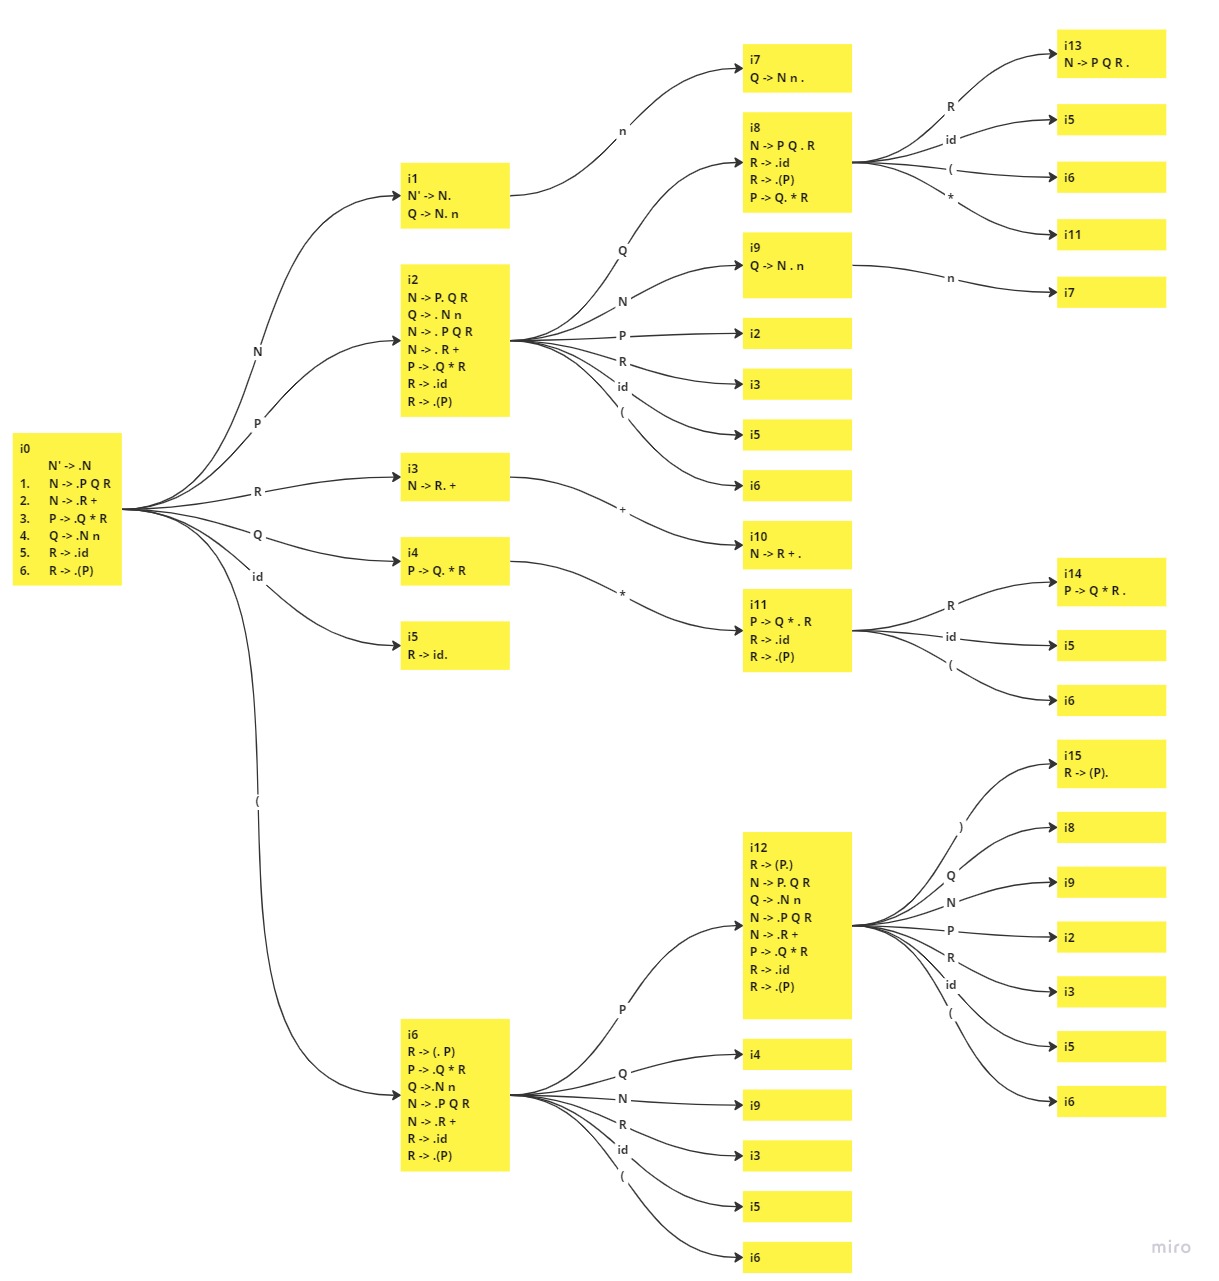 i0
N' -> .N
1. N -> .P Q R
2. N -> .R +
3. P -> .Q * R
4. Q -> .N n
5. R -> .id
6. R -> .(P)
N
P
R
Q
id
(
i1
N' -> N.
Q -> N. n
i2
N -> P. Q R
Q -> . N n
N -> . P Q R
N -> . R +
P -> .Q * R
R -> .id
R -> .(P)
i3
N -> R. +
i4
P -> Q. * R
i5
R -> id.
i6
R -> (. P)
P -> .Q * R
Q ->.N n
N -> .P Q R
N -> .R +
R -> .id
R -> .(P)
n
Q
N
P
R
id
(
+
*
P
Q
N
R
id
(
i7
Q -> N n .
i8
N -> P Q . R
R -> .id
R -> .(P)
P -> Q. * R
i9
Q -> N . n
i2
i3
i5
i6
i10
N -> R + .
i11
P -> Q * . R
R -> .id
R -> .(P)
i12
R -> (P.)
N -> P. Q R
Q -> .N n
N -> .P Q R
N -> .R +
P -> .Q * R
R -> .id
R -> .(P)
i4
i9
i3
i5
i6
R
id
(
*
n
R
id
(
)
Q
N
P
R
id
(
i13
N -> P Q R .
i5
i6
i11
i7
i14
P -> Q * R .
i5
i6
i15
R -> (P).
i8
i9
i2
i3
i5
i6
miro